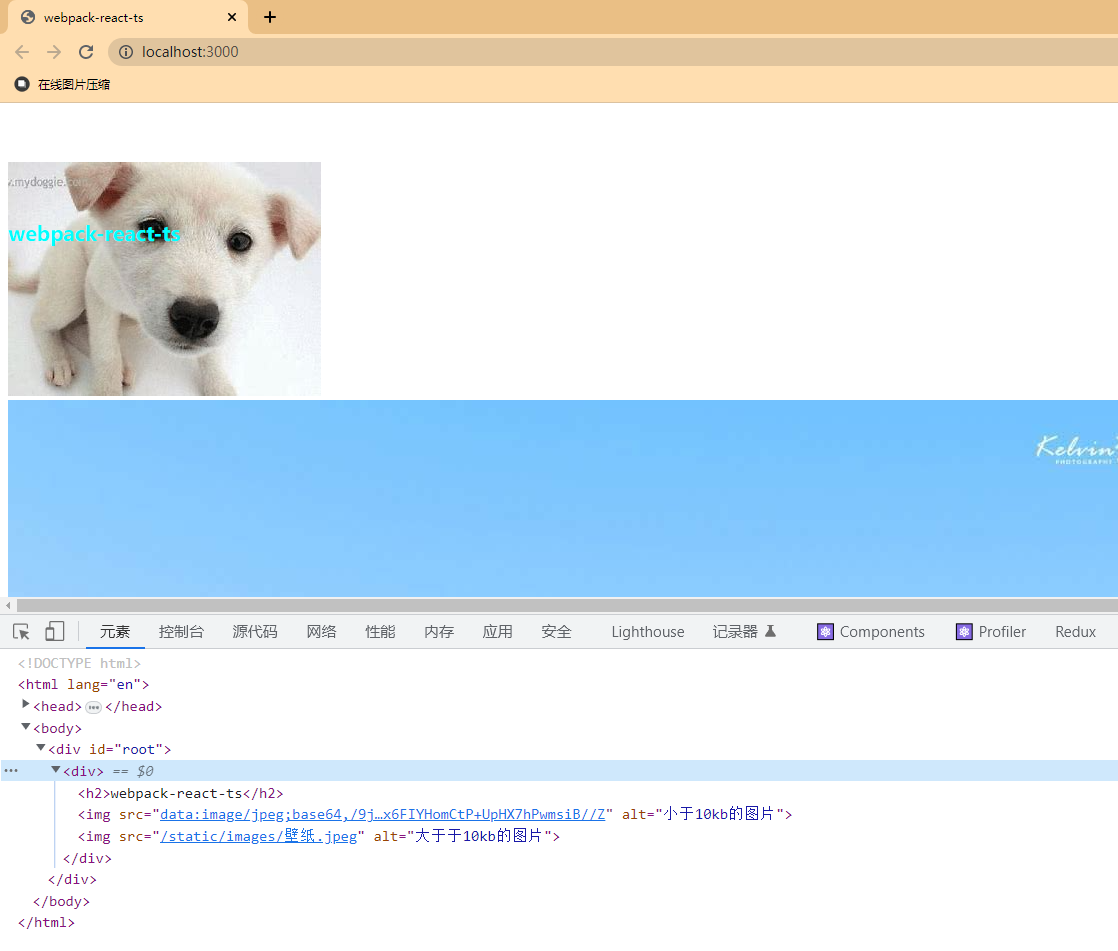 webpack-react-ts
localhost:3000
在线图片压缩
.mydoggie.com
webpack-react-ts
Kelvin
PHOTOGRAPHY
元素 控制台 源代码 网络 性能 内存 应用 安全 Lighthouse 记录器 Components Profiler Redux
<!DOCTYPE html>
<html lang="en">
<head>…</head>
<body>
<div id="root">
… <div> == $0
<h2>webpack-react-ts</h2>
<img src="data:image/jpeg;base64,/9j…x6FIYHomCtP+UpHX7hPwmsiB//Z" alt="小于10kb的图片">
<img src="/static/images/壁纸.jpeg" alt="大于于10kb的图片">
</div>
</div>
</body>
</html>